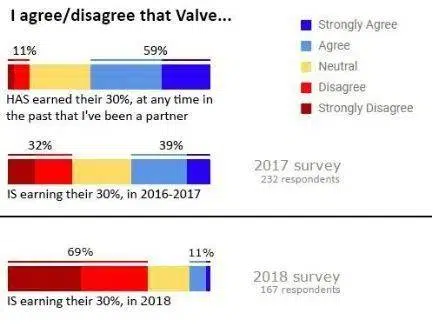 I agree/disagree that Valve...
Strongly Agree
Agree
Neutral
Disagree
Strongly Disagree
11% 59%
HAS earned their 30%, at any time in
the past that I've been a partner
32% 39%
IS earning their 30%, in 2016-2017
2017 survey
232 respondents
69% 11%
IS earning their 30%, in 2018
2018 survey
167 respondents